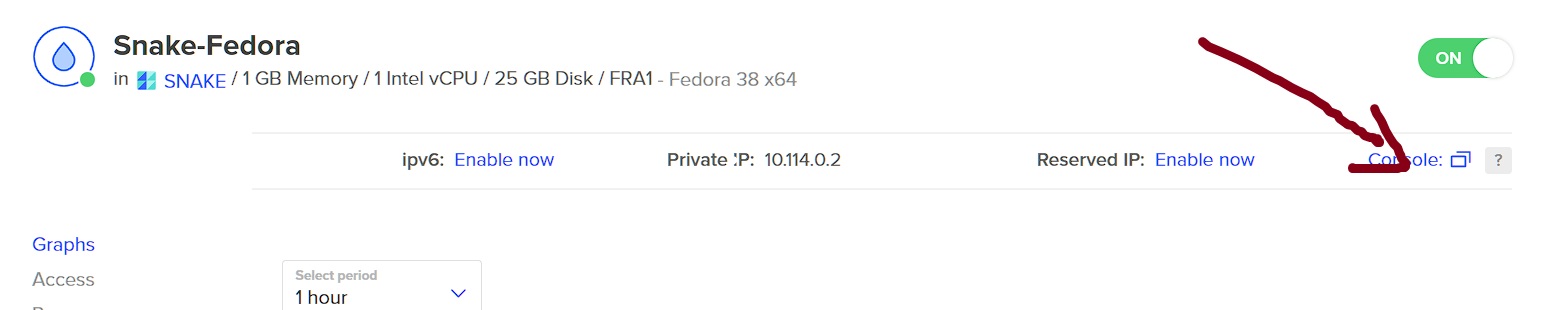 Snake-Fedora
in SNAKE / 1 GB Memory / 1 Intel vCPU / 25 GB Disk / FRA1 - Fedora 38 x64
ON
ipv6: Enable now
Private IP: 10.114.0.2
Reserved IP: Enable now
Console:
?
Graphs
Access
Select period
1 hour